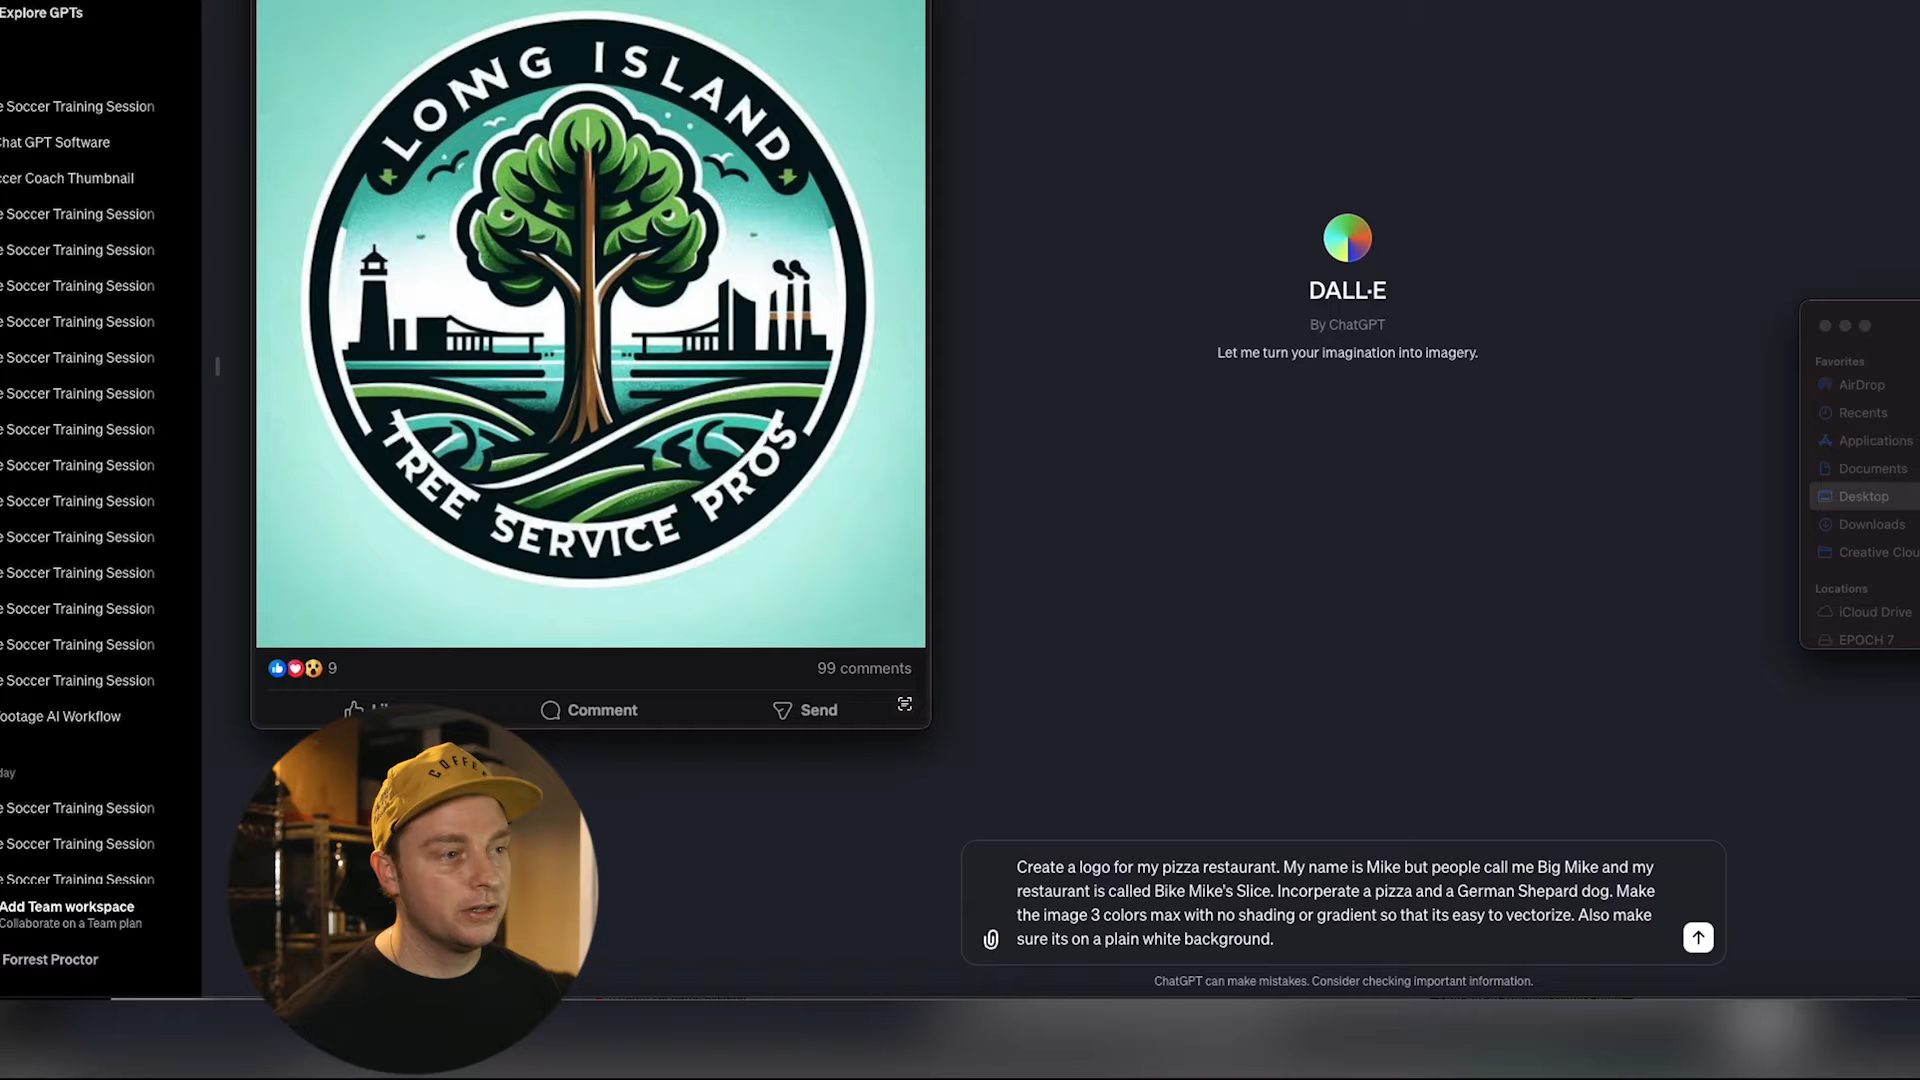 Explore GPTs
e Soccer Training Session
Chat GPT Software
ccer Coach Thumbnail
e Soccer Training Session
e Soccer Training Session
e Soccer Training Session
e Soccer Training Session
e Soccer Training Session
e Soccer Training Session
e Soccer Training Session
e Soccer Training Session
e Soccer Training Session
e Soccer Training Session
e Soccer Training Session
e Soccer Training Session
e Soccer Training Session
e Soccer Training Session
ootage AI Workflow
day
e Soccer Training Session
e Soccer Training Session
e Soccer Training Session
Add Team workspace
Collaborate on a Team plan
Forrest Proctor
LONNG ISLAND
TREE SERVICE PROS
9
99 comments
Comment
Send
COFFEE
DALL·E
By ChatGPT
Let me turn your imagination into imagery.
Create a logo for my pizza restaurant. My name is Mike but people call me Big Mike and my
restaurant is called Bike Mike's Slice. Incorperate a pizza and a German Shepard dog. Make
the image 3 colors max with no shading or gradient so that its easy to vectorize. Also make
sure its on a plain white background.
ChatGPT can make mistakes. Consider checking important information.
Favorites
AirDrop
Recents
Applications
Documents
Desktop
Downloads
Creative Clou
Locations
iCloud Drive
EPOCH 7